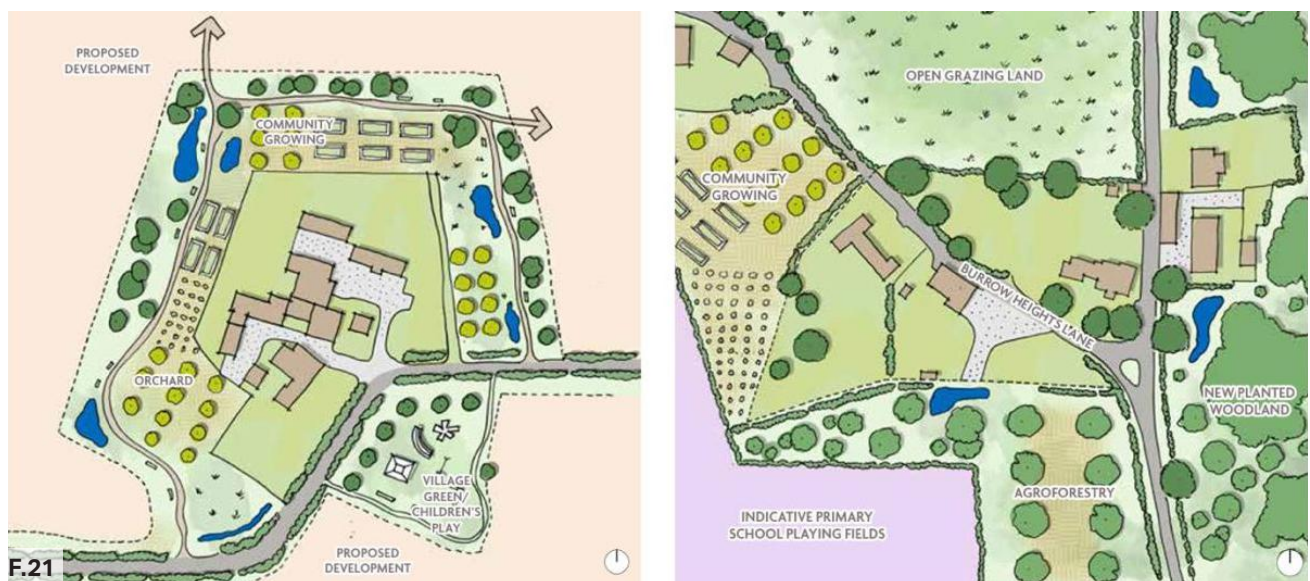 PROPOSED
DEVELOPMENT
COMMUNITY
GROWING
ORCHARD
VILLAGE
GREEN/
CHILDREN'S
PLAY
PROPOSED
DEVELOPMENT
F.21
OPEN GRAZING LAND
COMMUNITY
GROWING
BURROW HEIGHTS LANE
NEW PLANTED
WOODLAND
AGROFORESTRY
INDICATIVE PRIMARY
SCHOOL PLAYING FIELDS